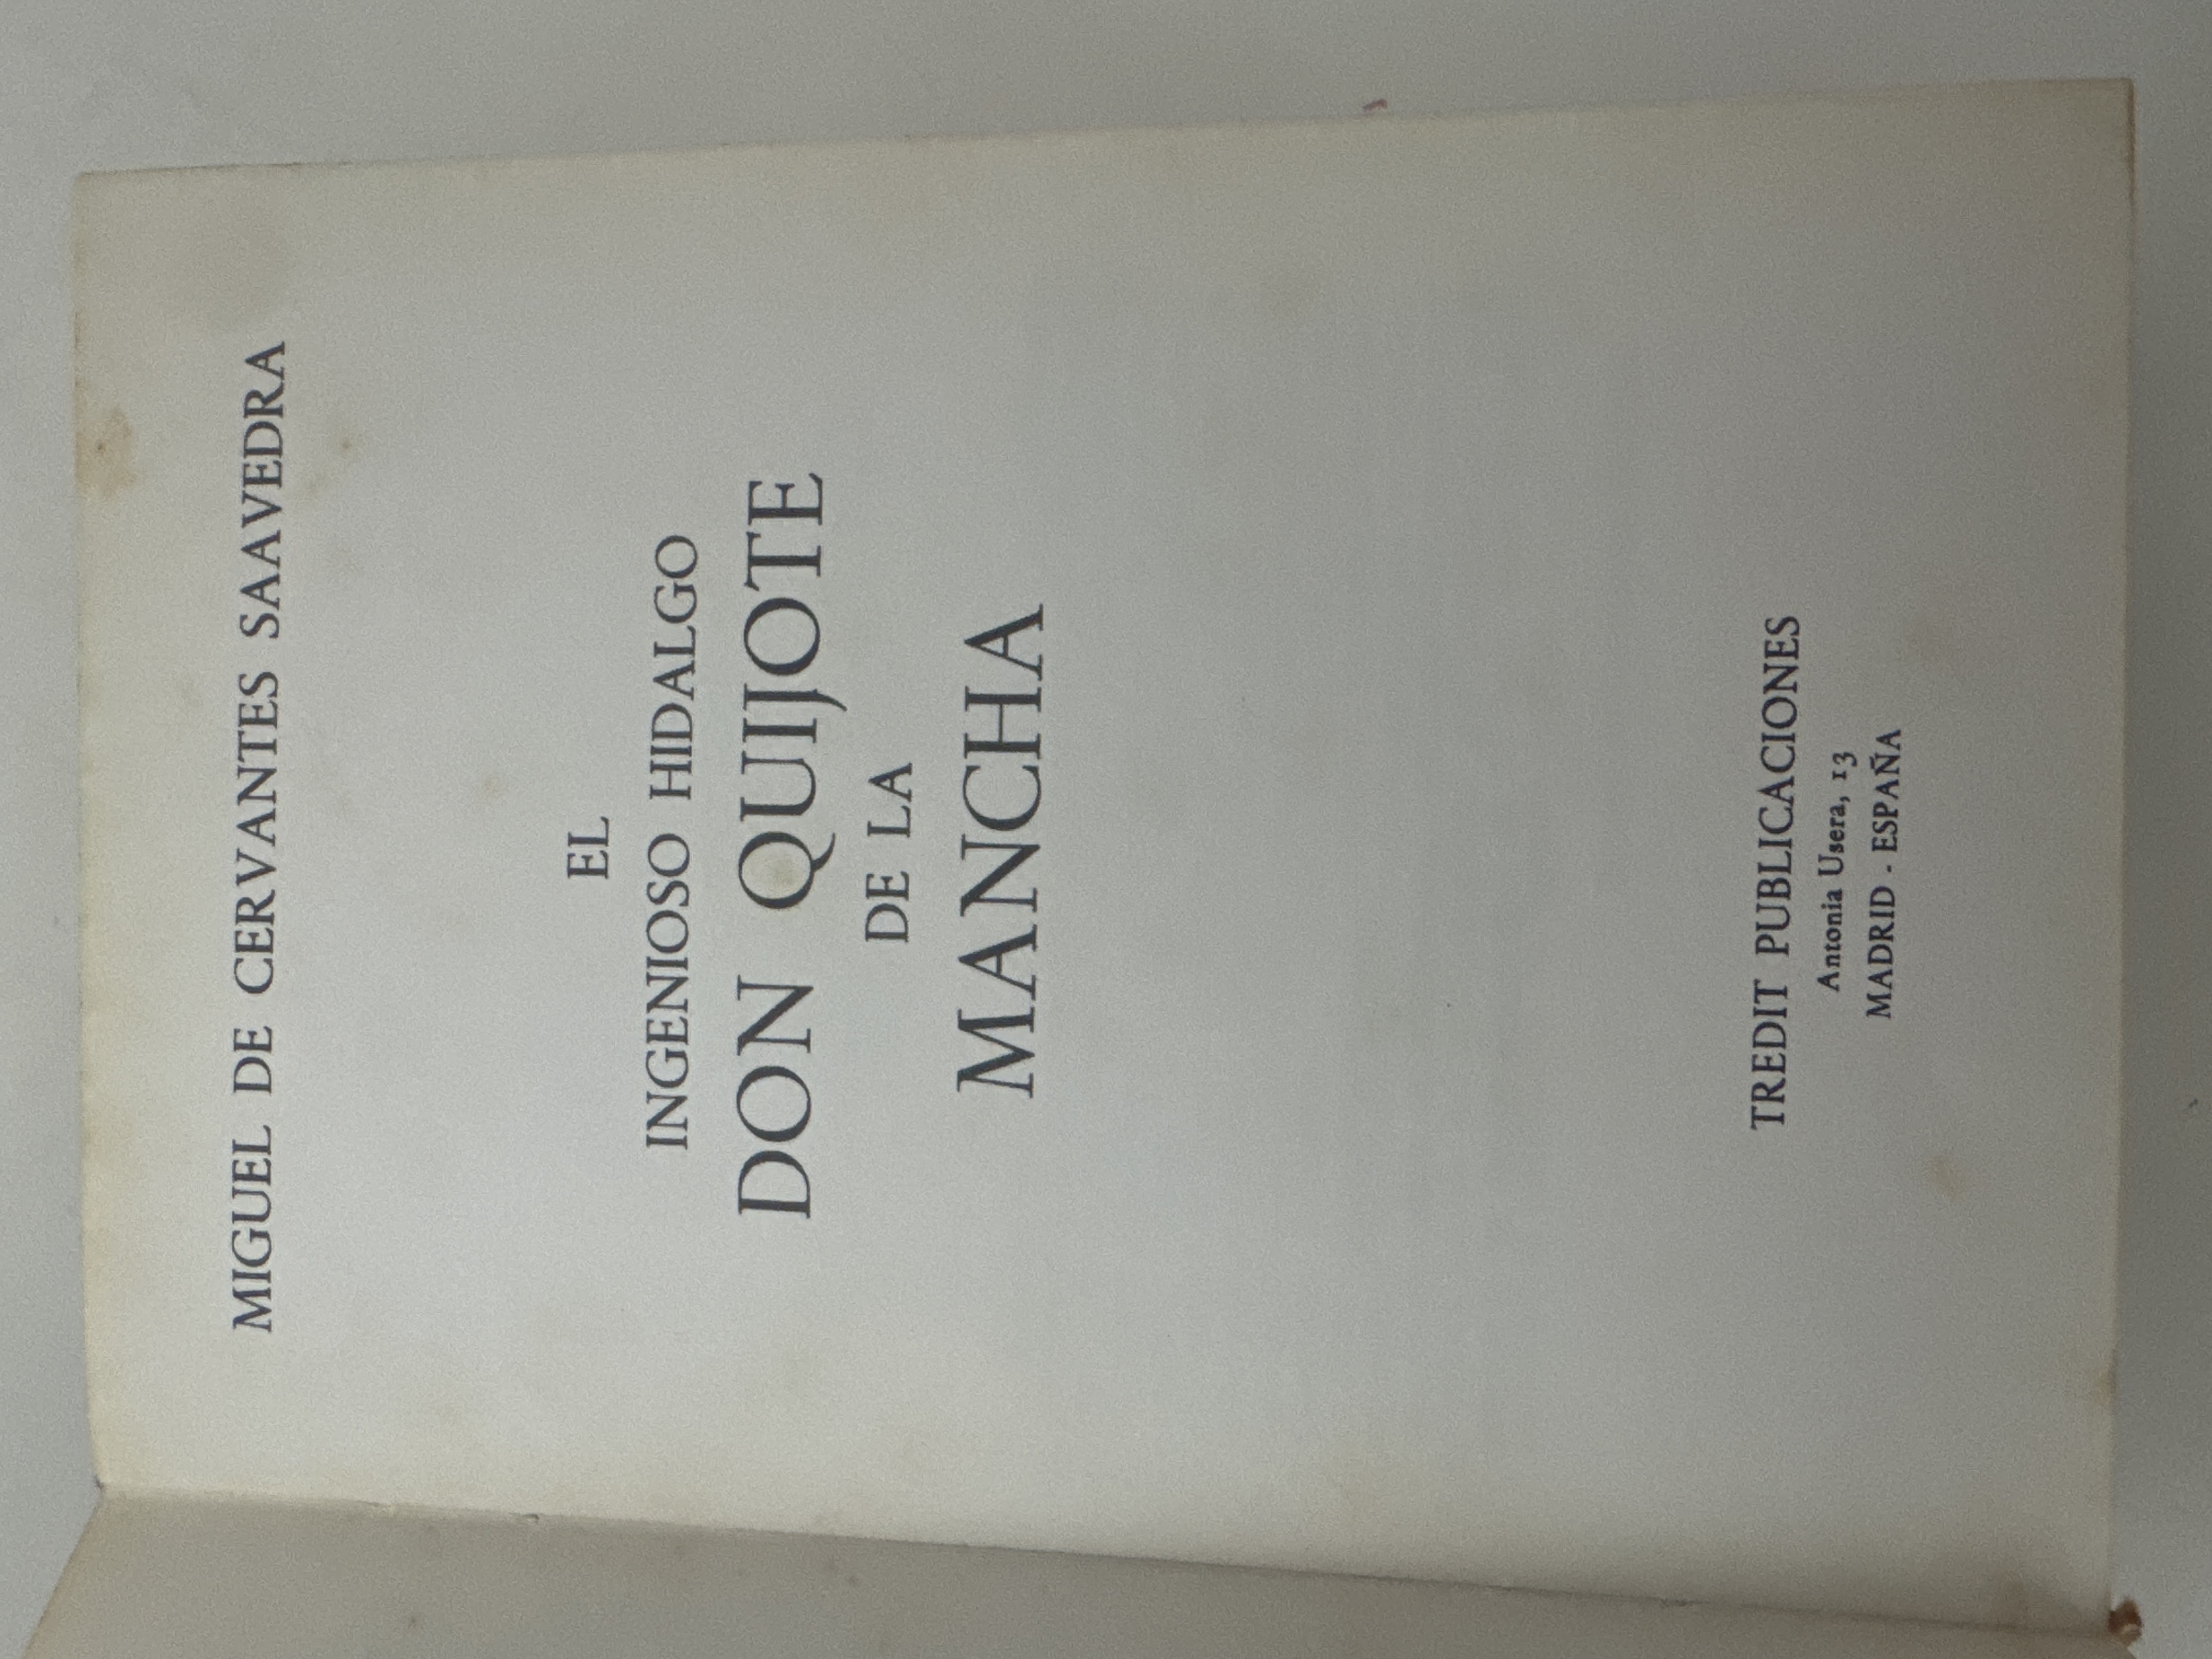 MIGUEL DE CERVANTES SAAVEDRA
EL
INGENIOSO HIDALGO
DON QUIJOTE
DE LA
MANCHA
TREDIT PUBLICACIONES
Antonia Usera, 13
MADRID - ESPAÑA